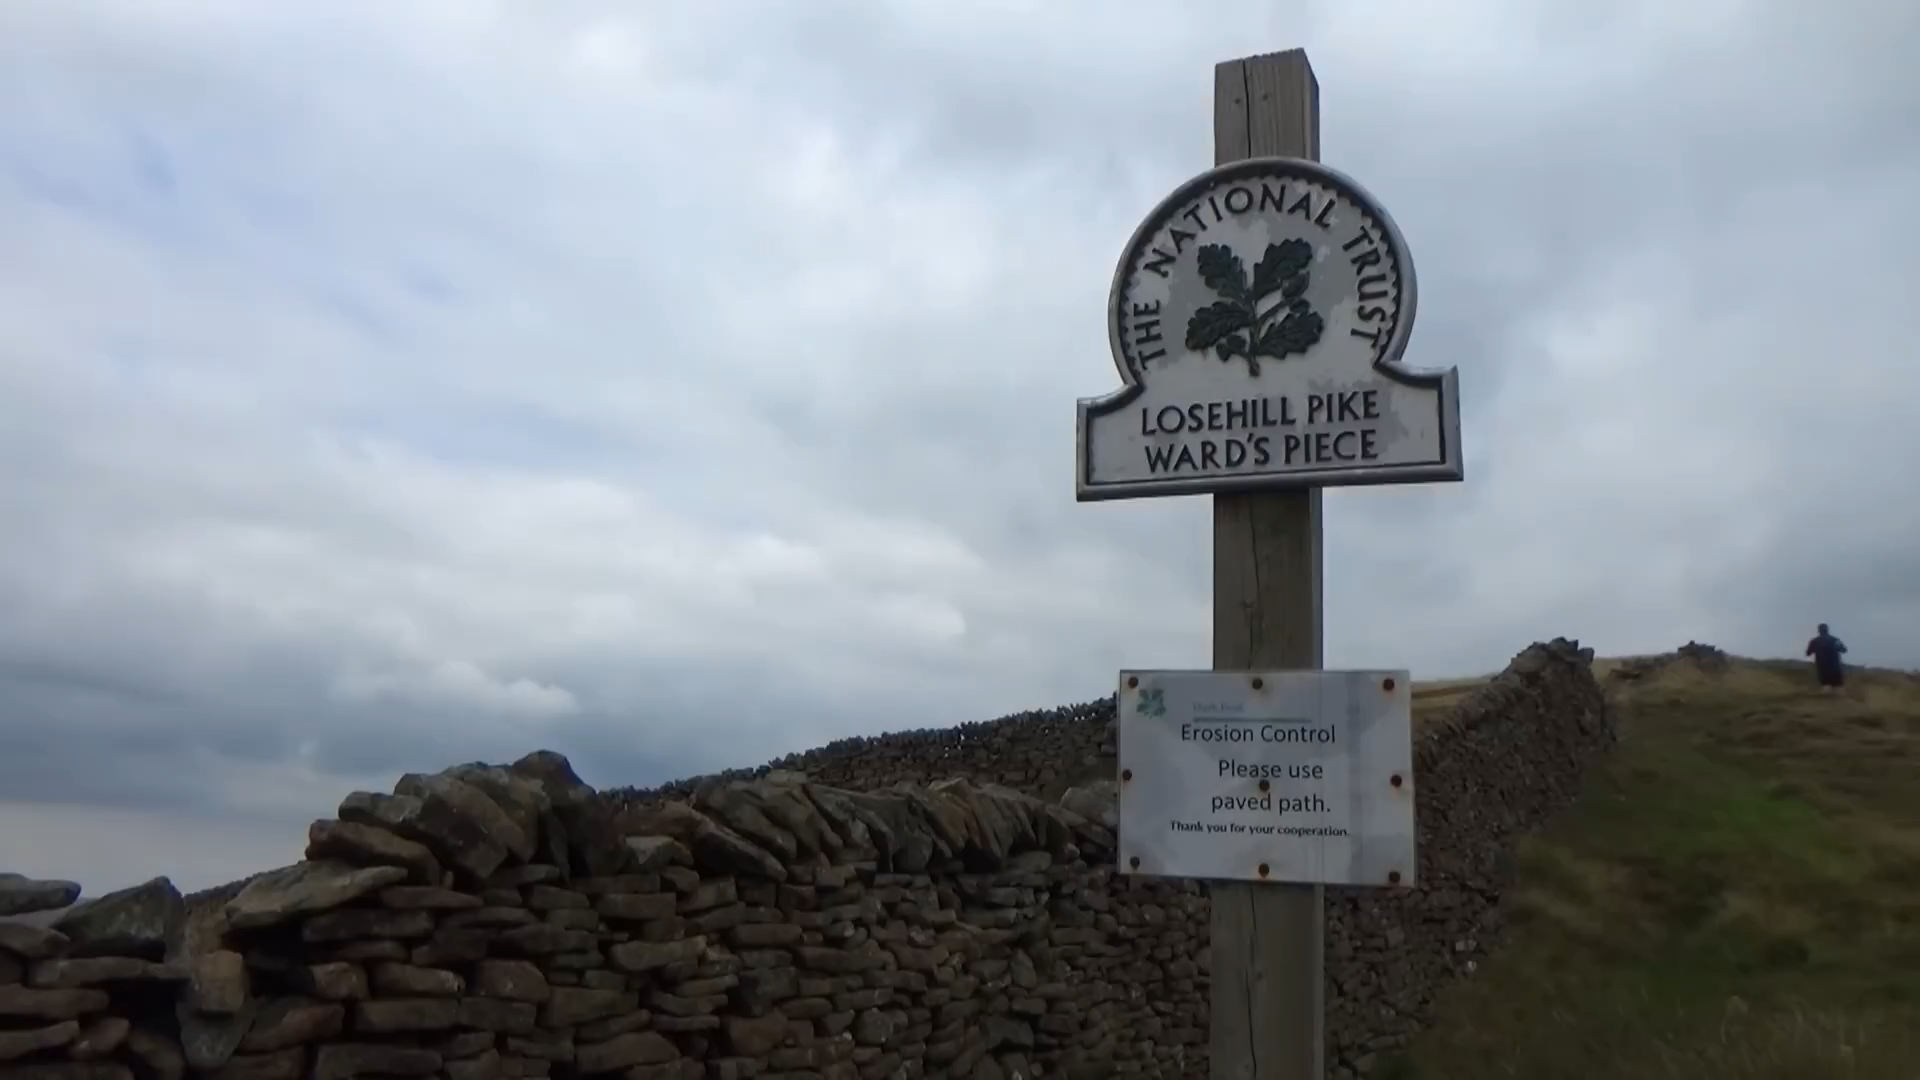 THE NATIONAL TRUST
LOSEHILL PIKE
WARD'S PIECE
Erosion Control
Please use
paved path.
Thank you for your cooperation.